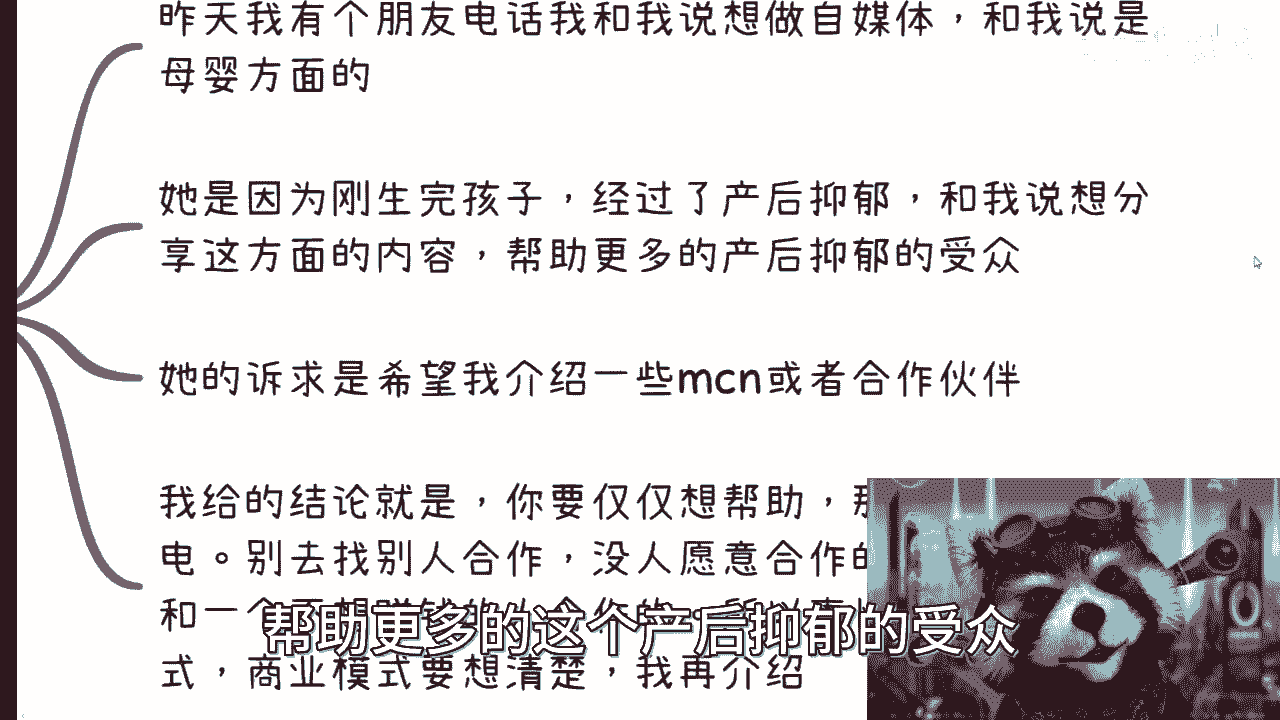 昨天我有个朋友电话我和我说想做自媒体，和我说是
母婴方面的
她是因为刚生完孩子，经过了产后抑郁，和我说想分
享这方面的内容，帮助更多的产后抑郁的受众
她的诉求是希望我介绍一些mcn或者合作伙伴
我给的结论就是，你要仅仅想帮助，
电。别去找别人合作，没人愿意合作
和一个
式，商业模式要想清楚，我再介绍
帮助更多的这个产后抑郁的受众